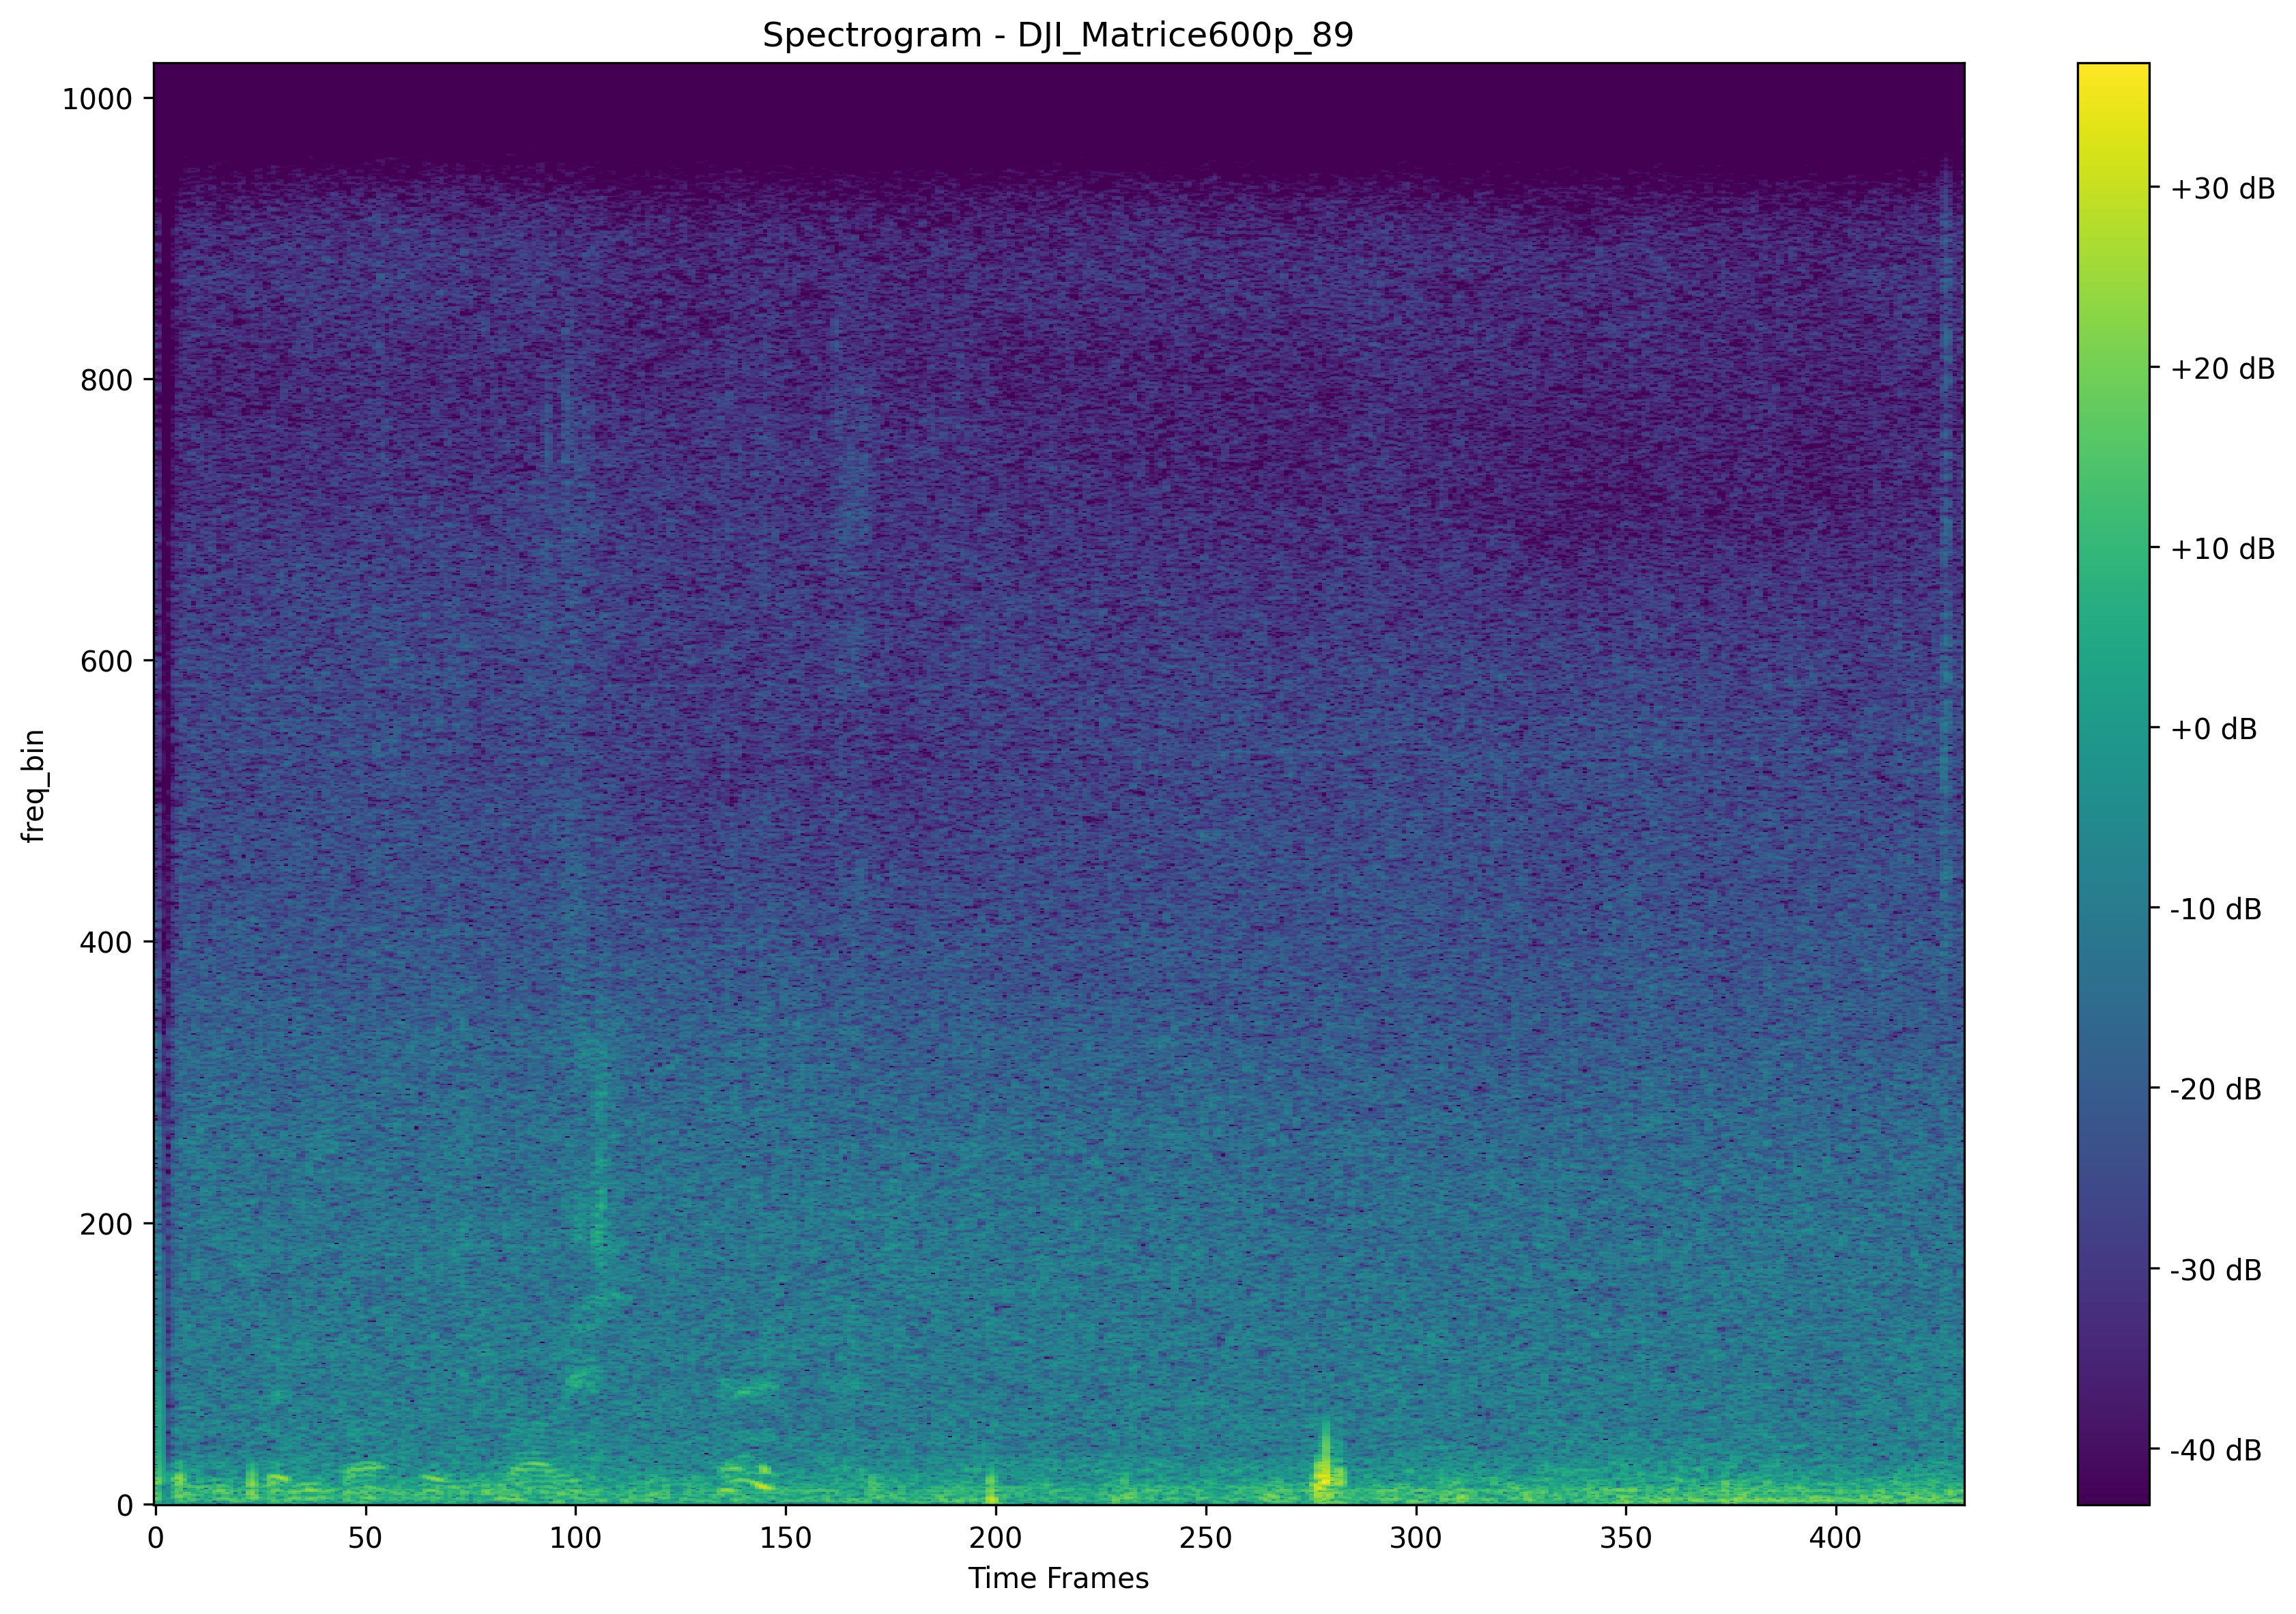 Spectrogram - DJI_Matrice600p_89
1000
800
600
400
200
0
freq_bin
0 50 100 150 200 250 300 350 400
Time Frames
+30 dB
+20 dB
+10 dB
+0 dB
-10 dB
-20 dB
-30 dB
-40 dB